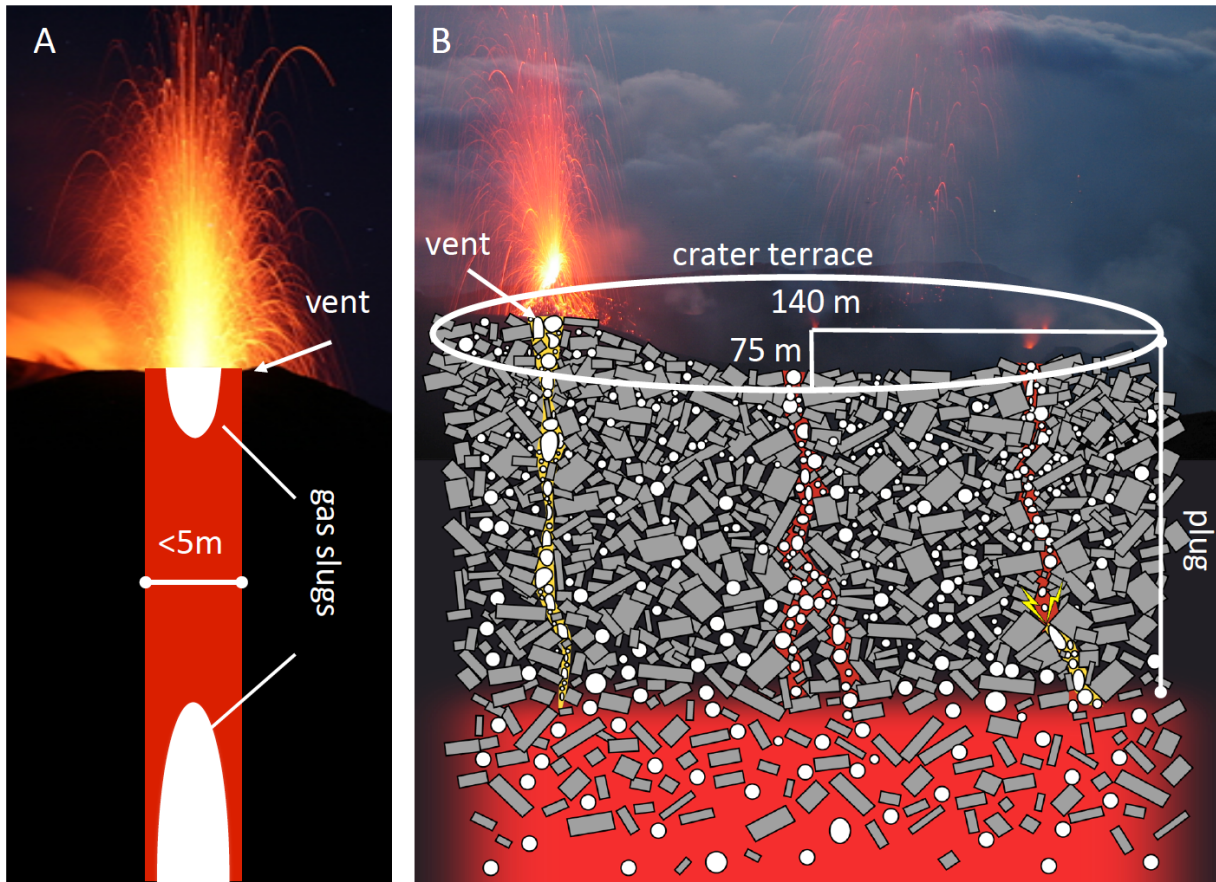 A
vent
gas slugs
<5m
B
vent
crater terrace
140 m
75 m
plug